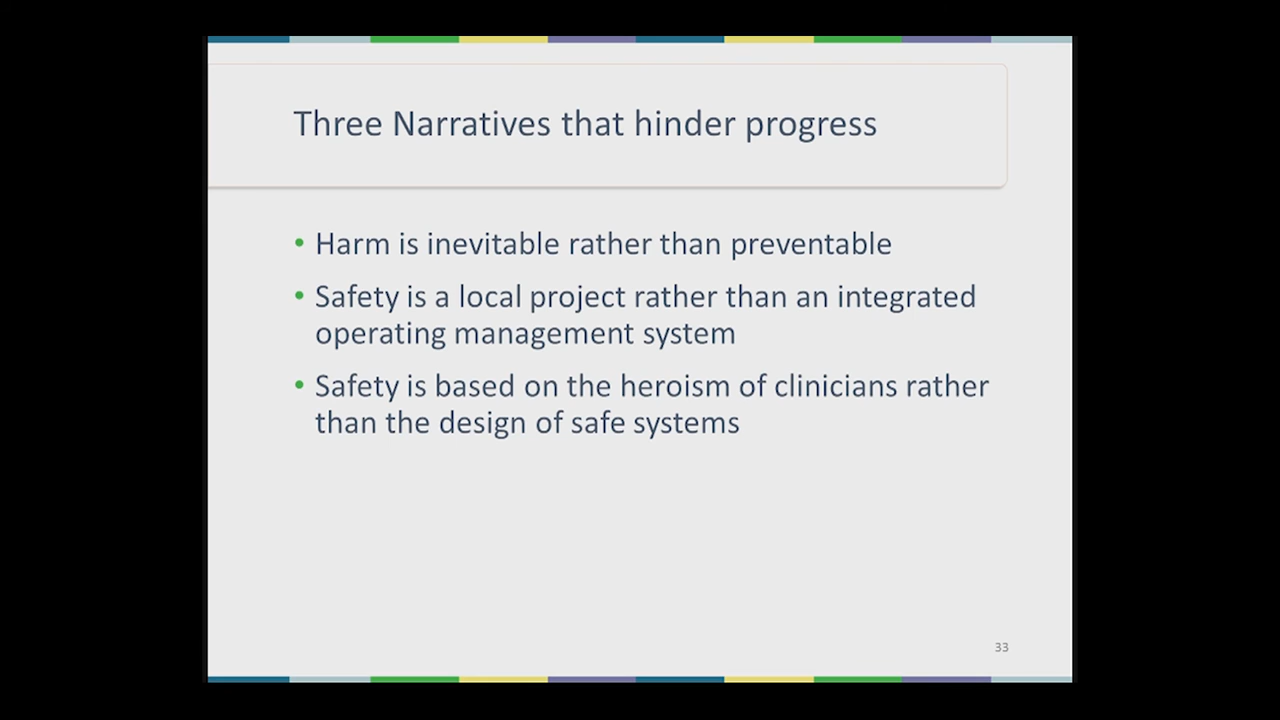 Three Narratives that hinder progress
• Harm is inevitable rather than preventable
• Safety is a local project rather than an integrated
operating management system
• Safety is based on the heroism of clinicians rather
than the design of safe systems
33